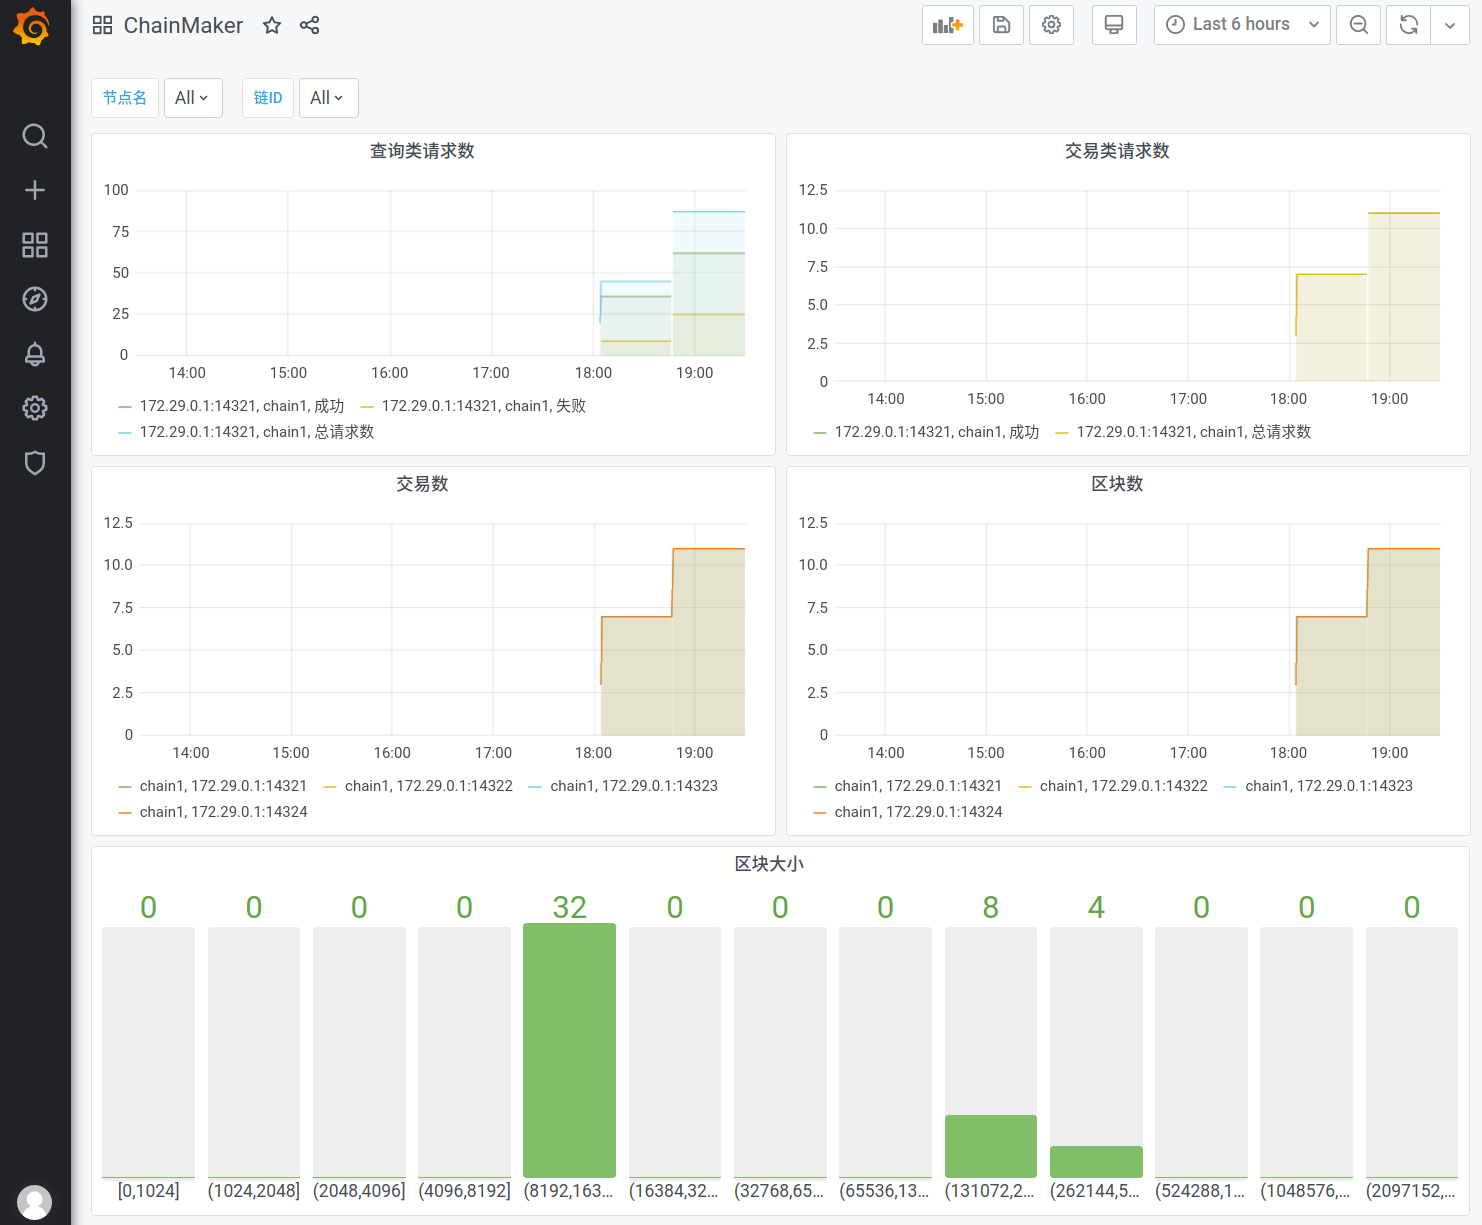 ChainMaker
Last 6 hours
节点名 All 链ID All
查询类请求数
100
75
50
25
0
14:00 15:00 16:00 17:00 18:00 19:00
172.29.0.1:14321, chain1, 成功 172.29.0.1:14321, chain1, 失败
172.29.0.1:14321, chain1, 总请求数
交易类请求数
12.5
10.0
7.5
5.0
2.5
0
14:00 15:00 16:00 17:00 18:00 19:00
172.29.0.1:14321, chain1, 成功 172.29.0.1:14321, chain1, 总请求数
交易数
12.5
10.0
7.5
5.0
2.5
0
14:00 15:00 16:00 17:00 18:00 19:00
chain1, 172.29.0.1:14321 chain1, 172.29.0.1:14322 chain1, 172.29.0.1:14323
chain1, 172.29.0.1:14324
区块数
12.5
10.0
7.5
5.0
2.5
0
14:00 15:00 16:00 17:00 18:00 19:00
chain1, 172.29.0.1:14321 chain1, 172.29.0.1:14322 chain1, 172.29.0.1:14323
chain1, 172.29.0.1:14324
区块大小
0 0 0 0 32 0 0 0 8 4 0 0 0
[0,1024] (1024,2048] (2048,4096] (4096,8192] (8192,163... (16384,32... (32768,65... (65536,13... (131072,2... (262144,5... (524288,1... (1048576,... (2097152,...